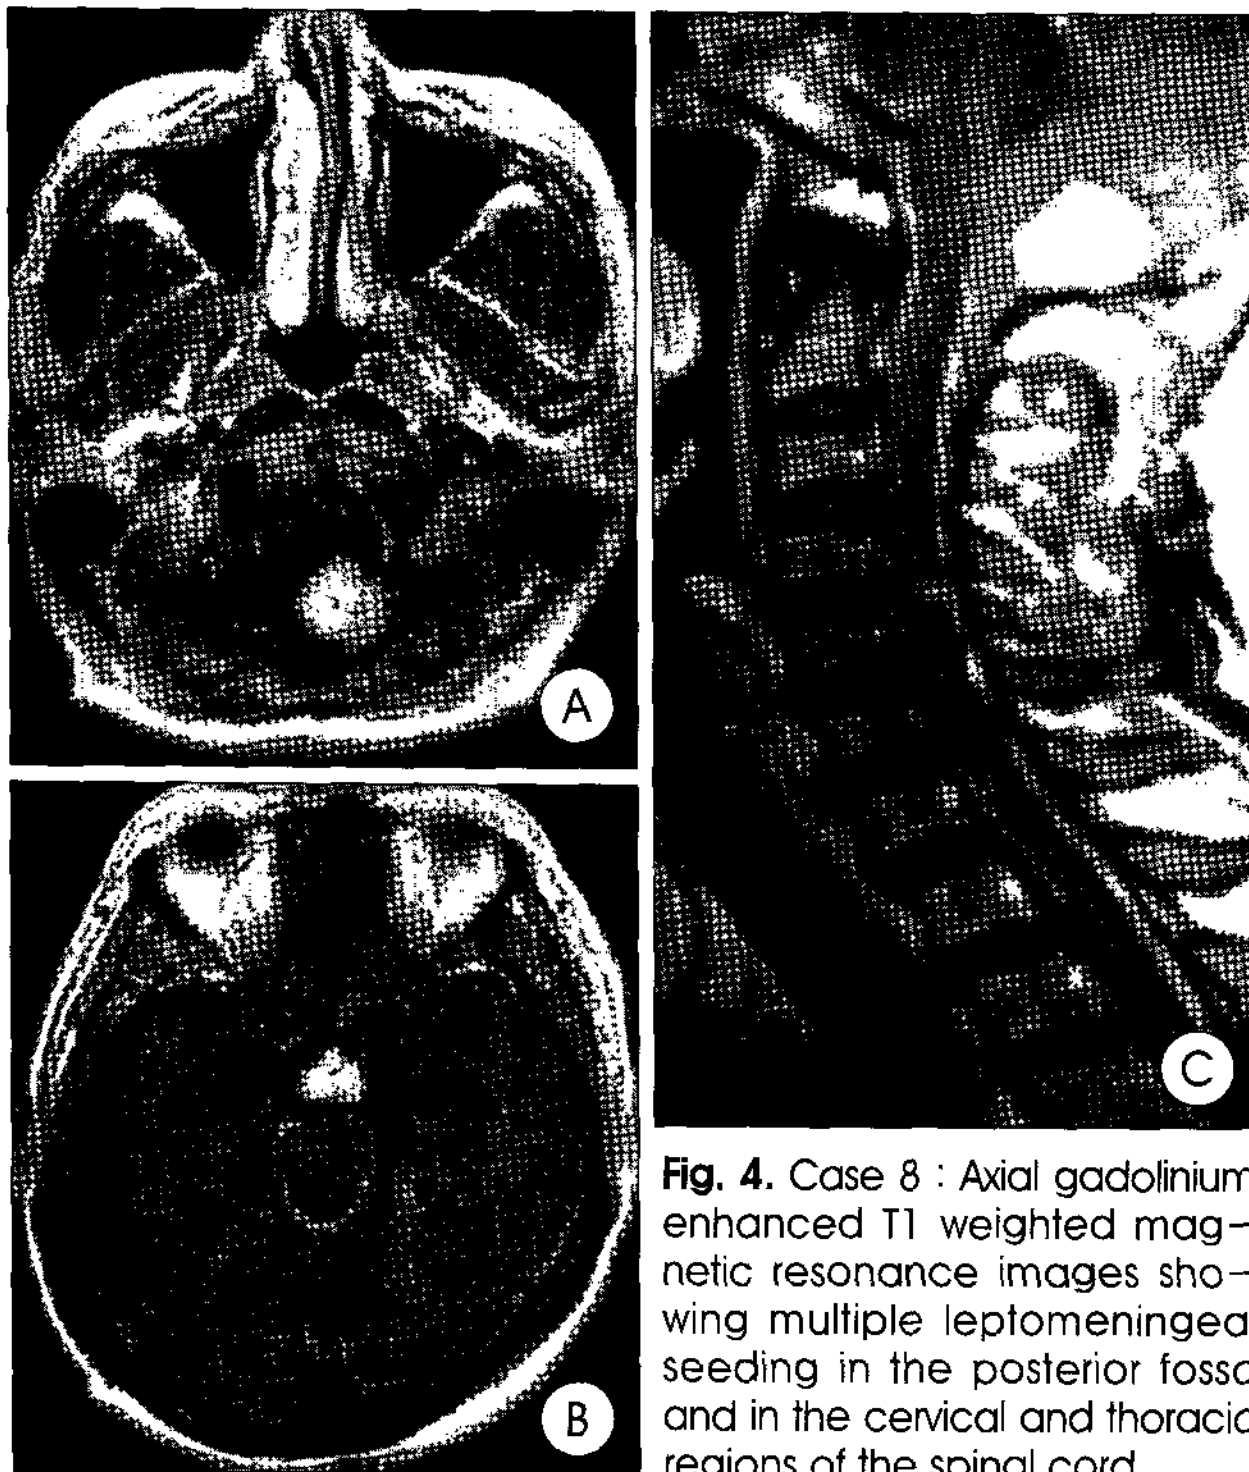 A
B
C
Fig. 4. Case 8 : Axial gadolinium
enhanced T1 weighted mag-
netic resonance images sho-
wing multiple leptomeningea
seeding in the posterior fossa
and in the cervical and thoracic
regions of the spinal cord